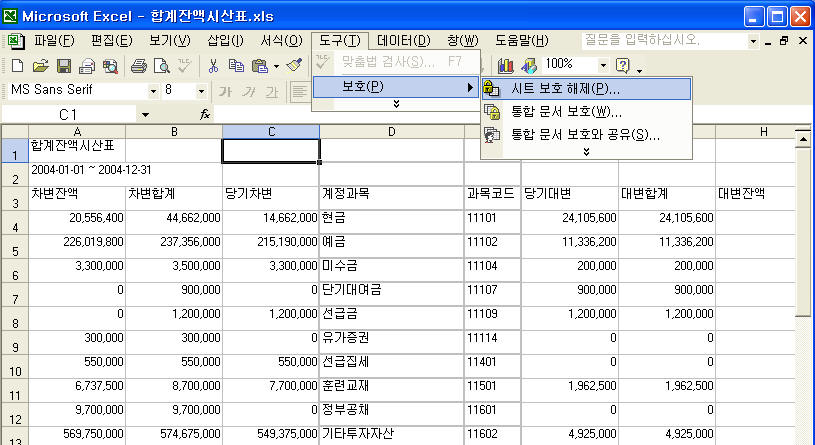 Microsoft Excel - 합계잔액시산표.xls
파일(F) 편집(E) 보기(V) 삽입(I) 서식(O) 도구(T) 데이터(D) 창(W) 도움말(H) 질문을 입력하십시오.
맞춤법 검사(S)... F7
100%
MS Sans Serif 8 가 가 가
보호(P)
시트 보호 해제(P)...
통합 문서 보호(W)...
통합 문서 보호와 공유(S)...
C1 fx
A B C D H
1 합계잔액시산표
2 2004-01-01 ~ 2004-12-31
3 차변잔액 차변합계 당기차변 계정과목 과목코드 당기대변 대변합계 대변잔액
4 20,556,400 44,662,000 14,662,000 현금 11101 24,105,600 24,105,600
5 226,019,800 237,356,000 215,190,000 예금 11102 11,336,200 11,336,200
6 3,300,000 3,500,000 3,300,000 미수금 11104 200,000 200,000
7 0 900,000 0 단기대여금 11107 900,000 900,000
8 0 1,200,000 1,200,000 선급금 11109 1,200,000 1,200,000
9 300,000 300,000 0 유가증권 11114 0 0
10 550,000 550,000 550,000 선급집세 11401 0 0
11 6,737,500 8,700,000 7,700,000 훈련교재 11501 1,962,500 1,962,500
12 9,700,000 9,700,000 0 정부공채 11601 0 0
13 569,750,000 574,675,000 549,375,000 기타투자자산 11602 4,925,000 4,925,000